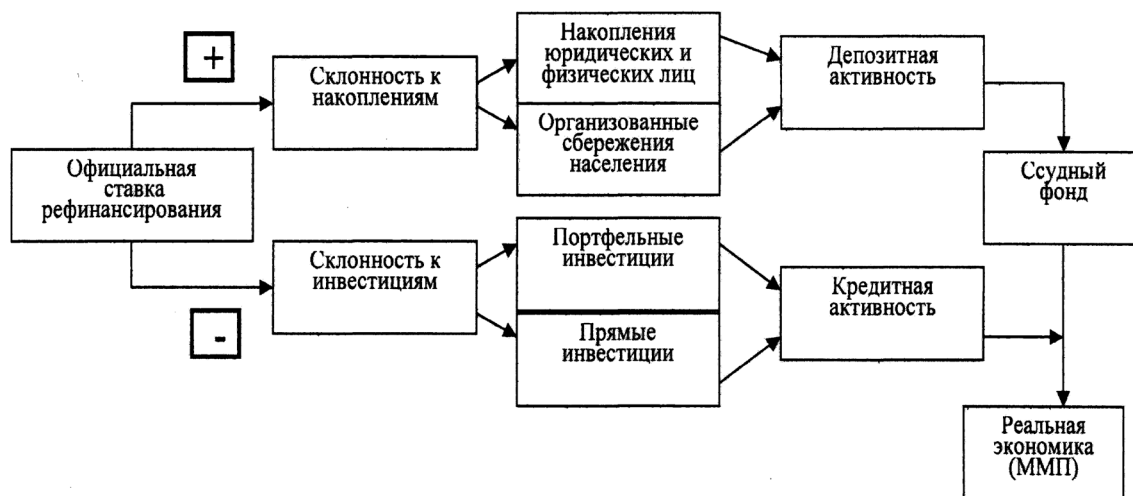 +
Склонность к
накоплениям
Накопления
юридических и
физических лиц
Организованные
сбережения
населения
Депозитная
активность
Официальная
ставка
рефинансирования
Ссудный
фонд
Склонность к
инвестициям
-
Портфельные
инвестиции
Прямые
инвестиции
Кредитная
активность
Реальная
экономика
(ММП)